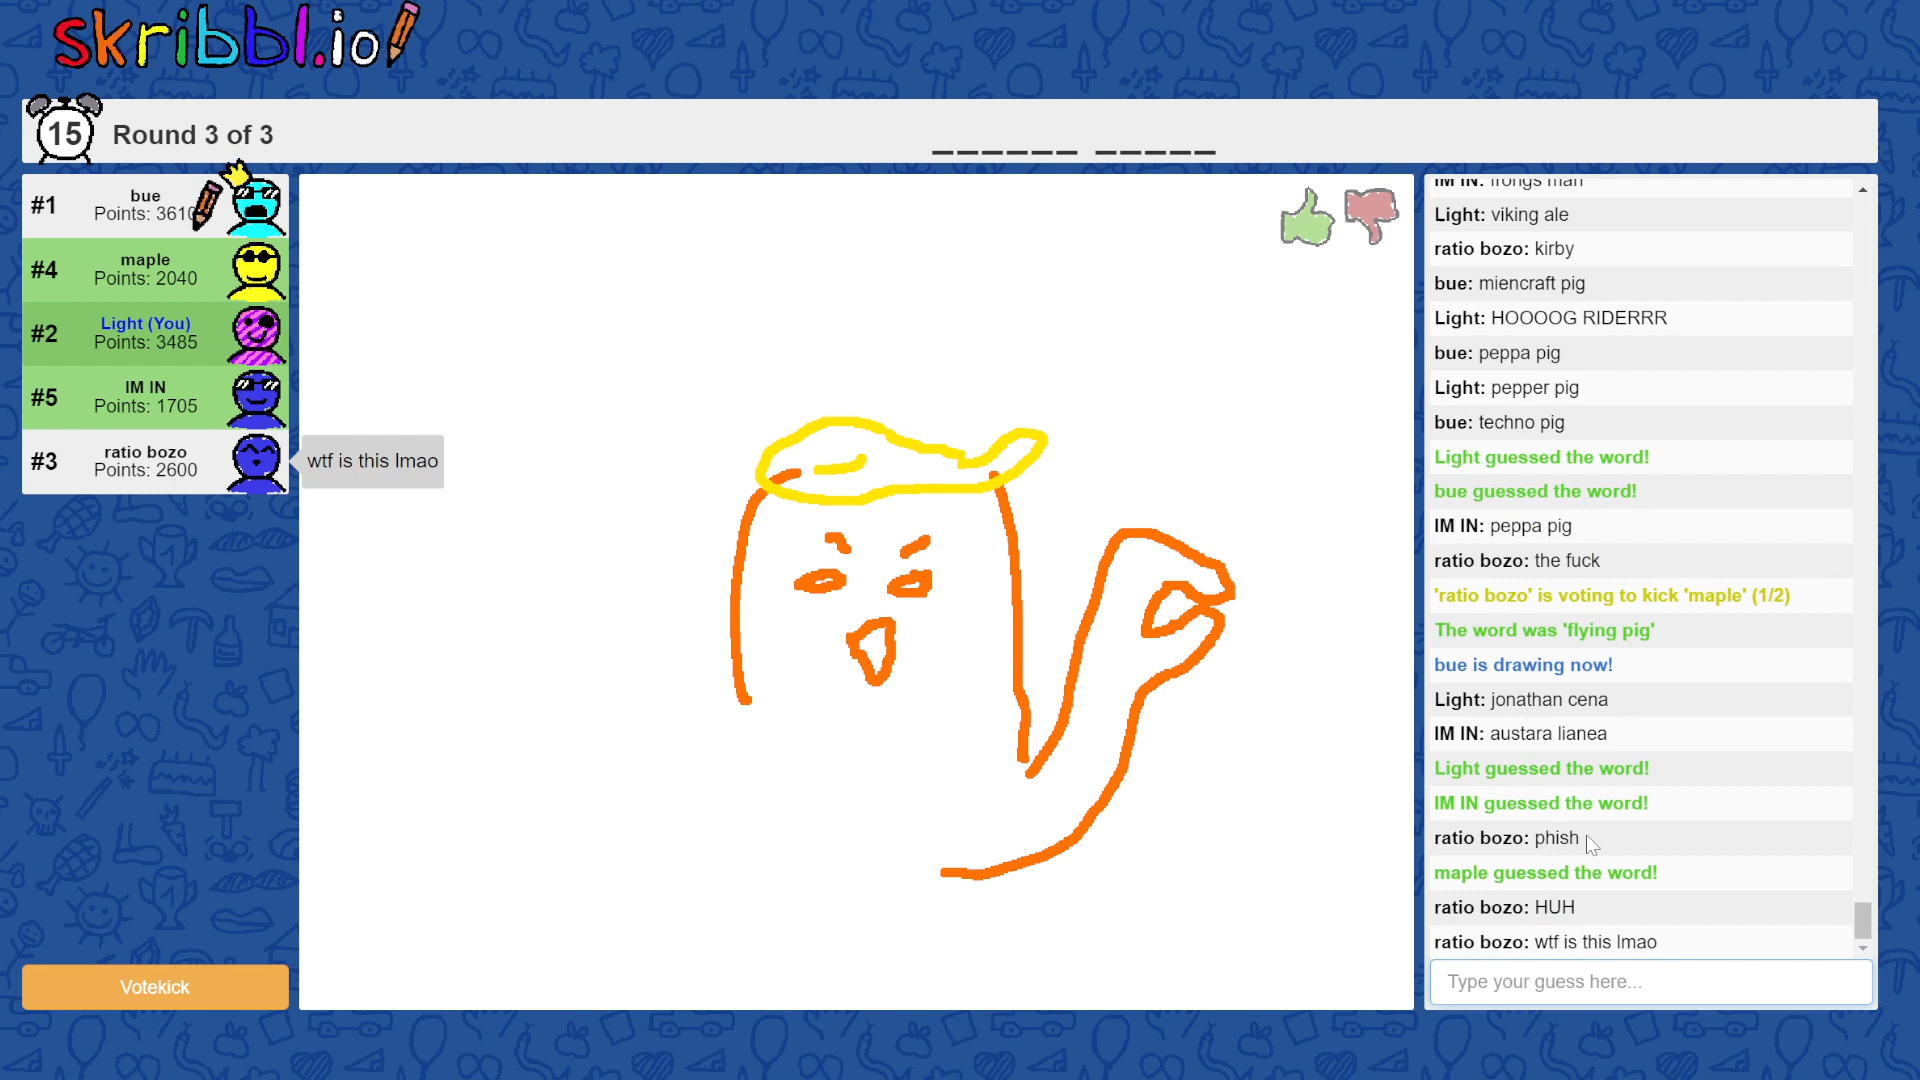 skribbl.io
15
Round 3 of 3
______ _____
#1
bue
Points: 3610
#4
maple
Points: 2040
#2
Light (You)
Points: 3485
#5
IM IN
Points: 1705
#3
ratio bozo
Points: 2600
wtf is this lmao
Votekick
IM IN: frongs man
Light: viking ale
ratio bozo: kirby
bue: miencraft pig
Light: HOOOOG RIDERRR
bue: peppa pig
Light: pepper pig
bue: techno pig
Light guessed the word!
bue guessed the word!
IM IN: peppa pig
ratio bozo: the fuck
'ratio bozo' is voting to kick 'maple' (1/2)
The word was 'flying pig'
bue is drawing now!
Light: jonathan cena
IM IN: austara lianea
Light guessed the word!
IM IN guessed the word!
ratio bozo: phish
maple guessed the word!
ratio bozo: HUH
ratio bozo: wtf is this lmao
Type your guess here...